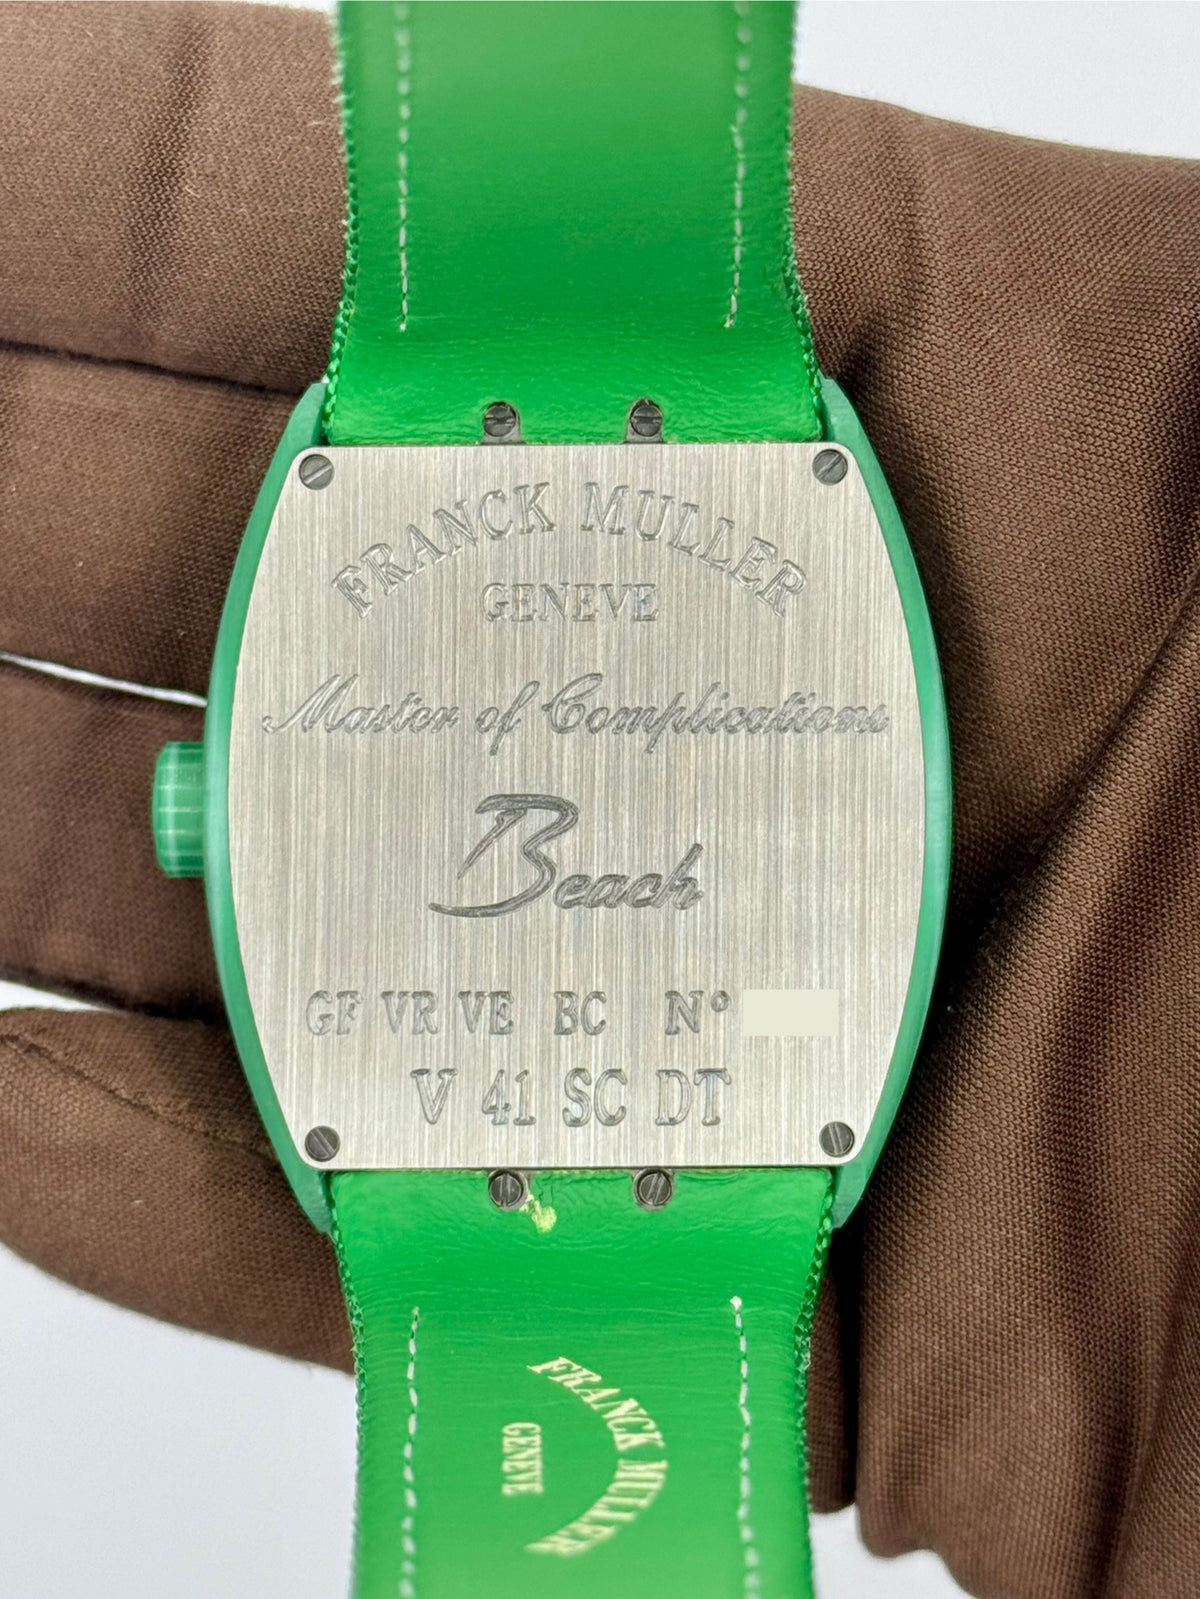 FRANCK MULLER
GENEVE
Master of Complications
Beach
GF VR VE BC N°
V 41 SC DT
FRANCK MULLER
GENEVE